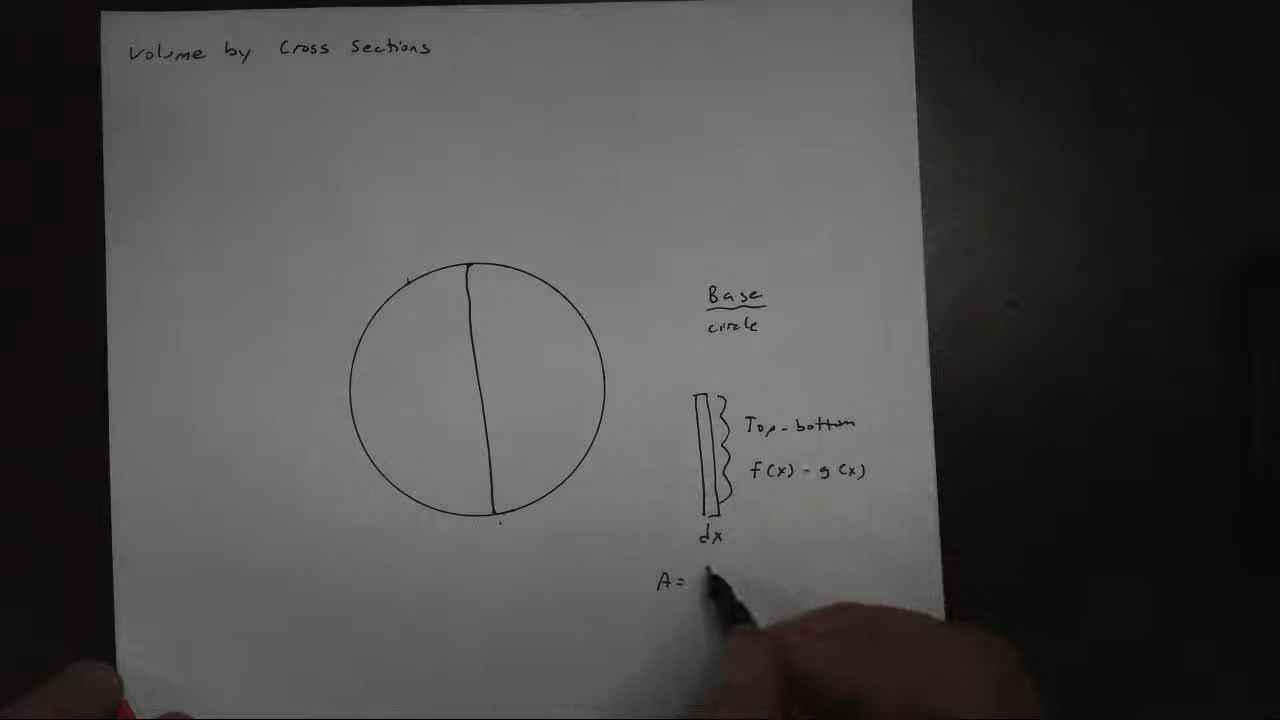 Volume by Cross Sections
Base
circle
Top - bottom
f(x) - g(x)
dx
A =